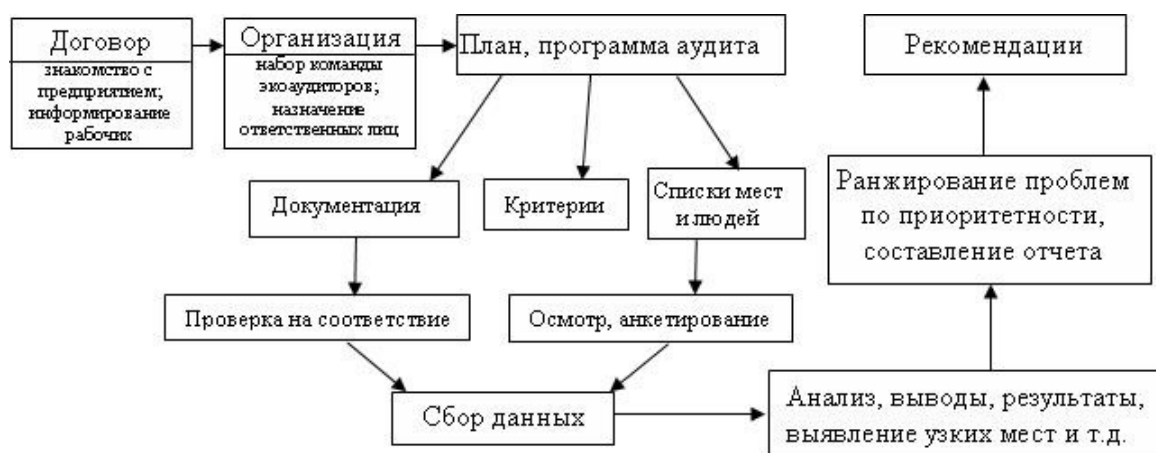 Договор
знакомство с
предприятием;
информирование
рабочих
Организация
набор команды
экоаудиторов;
назначение
ответственных лиц
План, программа аудита
Рекомендации
Документация
Критерии
Списки мест
и людей
Ранжирование проблем
по приоритетности,
составление отчета
Проверка на соответствие
Осмотр, анкетирование
Сбор данных
Анализ, выводы, результаты,
выявление узких мест и т.д.